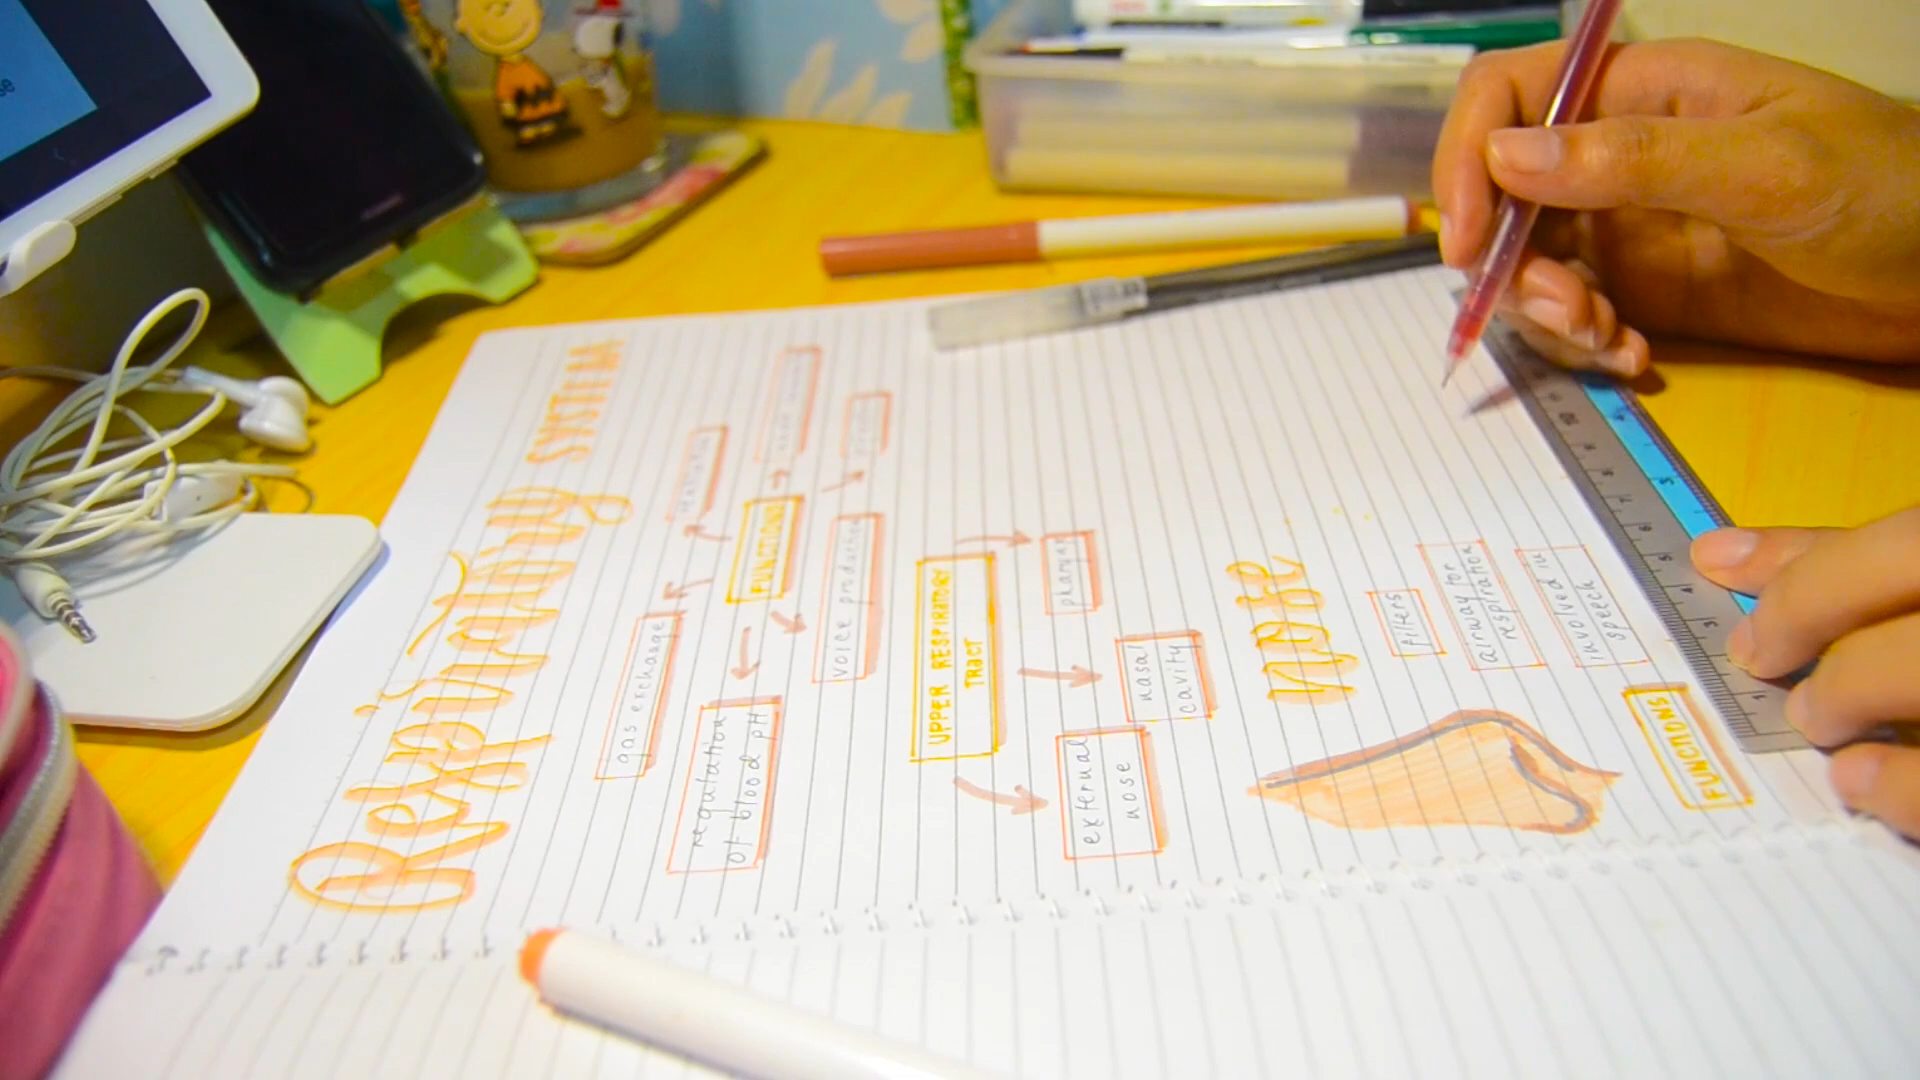 Respiratory SYSTEM
gas exchange
regulation
of blood pH
FUNCTIONS
voice production
UPPER RESPIRATORY
TRACT
external
nose
nasal
cavity
pharynx
nose
FUNCTIONS
filters
airway for
respiration
involved in
speech